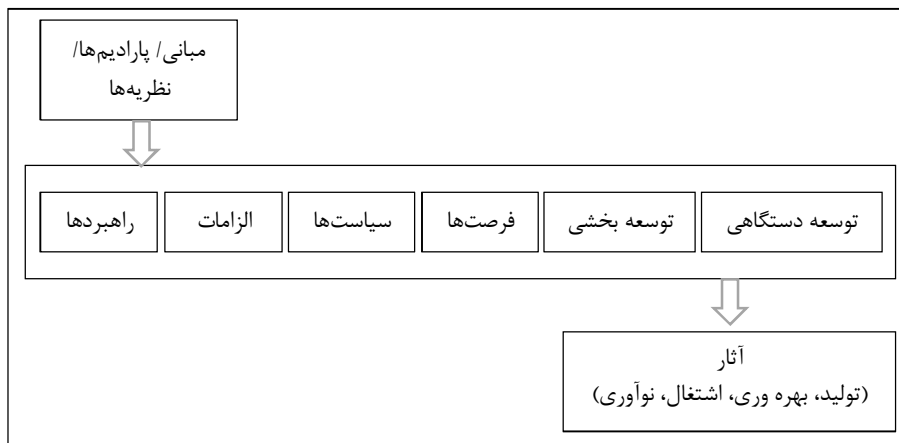 مبانی/ پارادیم‌ها/
نظریه‌ها
توسعه دستگاهی
توسعه بخشی
فرصت‌ها
سیاست‌ها
الزامات
راهبردها
آثار
(تولید، بهره وری، اشتغال، نوآوری)